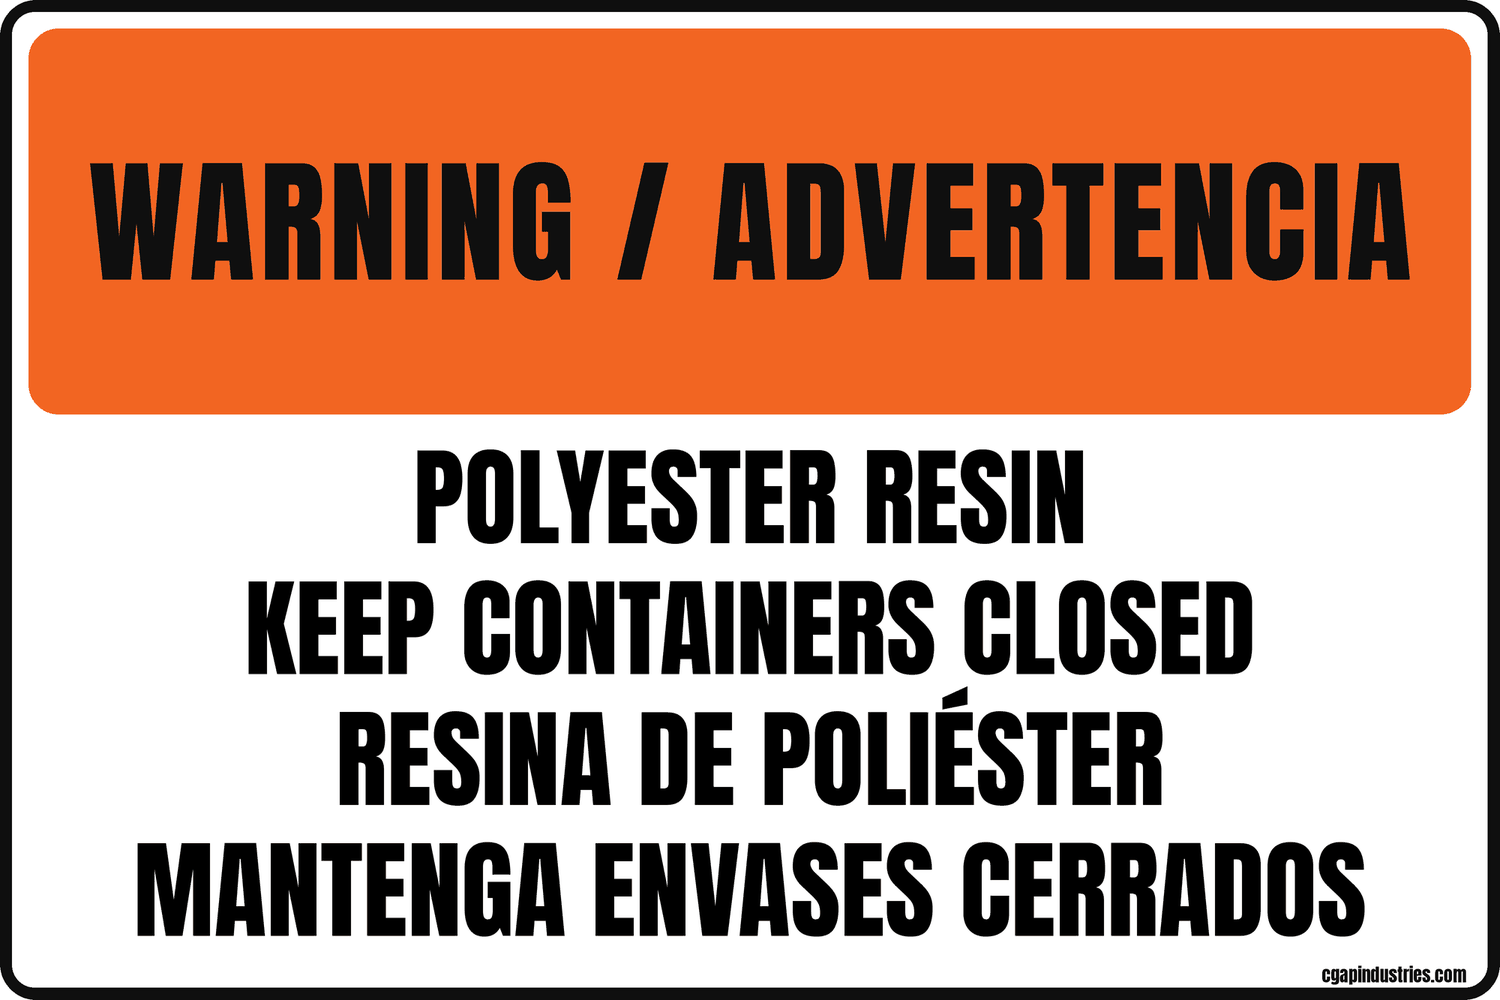 WARNING / ADVERTENCIA
POLYESTER RESIN
KEEP CONTAINERS CLOSED
RESINA DE POLIÉSTER
MANTENGA ENVASES CERRADOS
cgapindustries.com